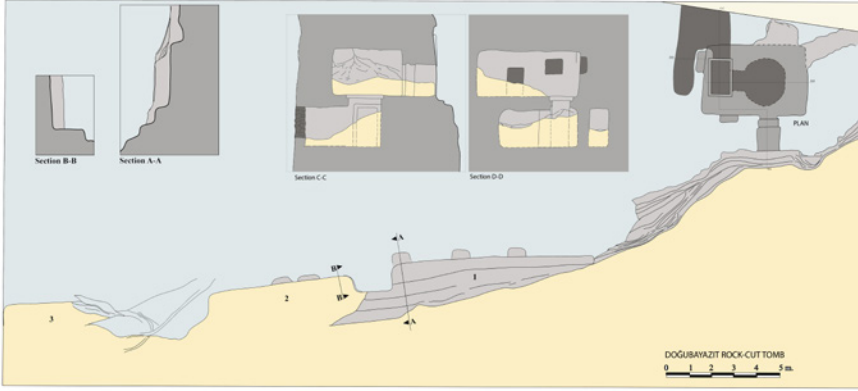 Section B-B
Section A-A
Section C-C
Section D-D
PLAN
A
B
1
B
2
3
A
DOĞUBAYAZIT ROCK-CUT TOMB
0 1 2 3 4 5 m.